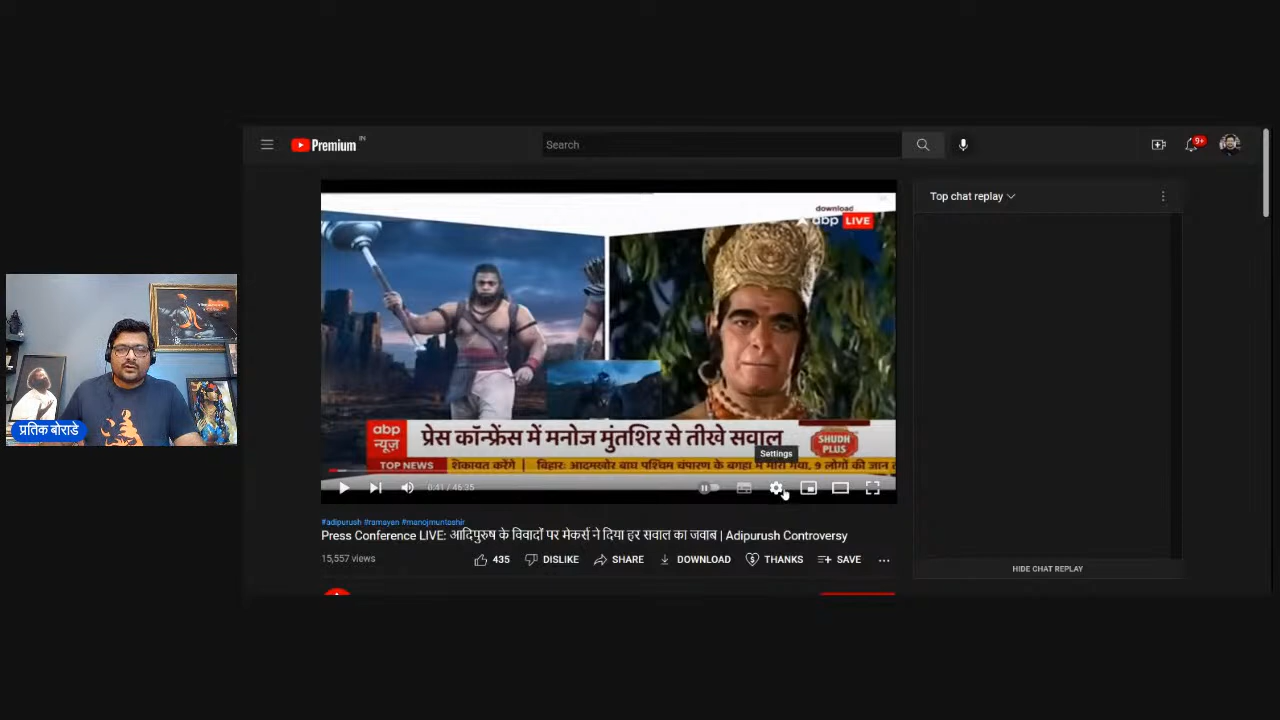 Premium IN
Search
9+
Top chat replay
download
abp LIVE
abp न्यूज़
प्रेस कॉन्फ्रेंस में मनोज मुंतशिर से तीखे सवाल
SHUDH PLUS
Settings
TOP NEWS
शिकायत करेंगे | बिहार: आदमखोर बाघ पश्चिम चंपारण के बगहा में मारा गया, 9 लोगों की जान
0:41 / 45:35
प्रतिक बोराडे
#adipurush #ramayan #manojmuntashir
Press Conference LIVE: आदिपुरुष के विवादों पर मेकर्स ने दिया हर सवाल का जवाब | Adipurush Controversy
15,557 views
435 DISLIKE SHARE DOWNLOAD THANKS SAVE
HIDE CHAT REPLAY